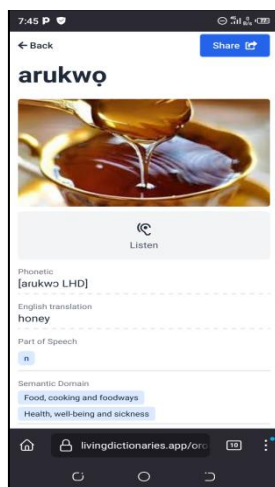 7:45 P
← Back
Share
arukwọ
Listen
Phonetic
[arukwɔ LHD]
English translation
honey
Part of Speech
n
Semantic Domain
Food, cooking and foodways
Health, well-being and sickness
livingdictionaries.app/oro
10